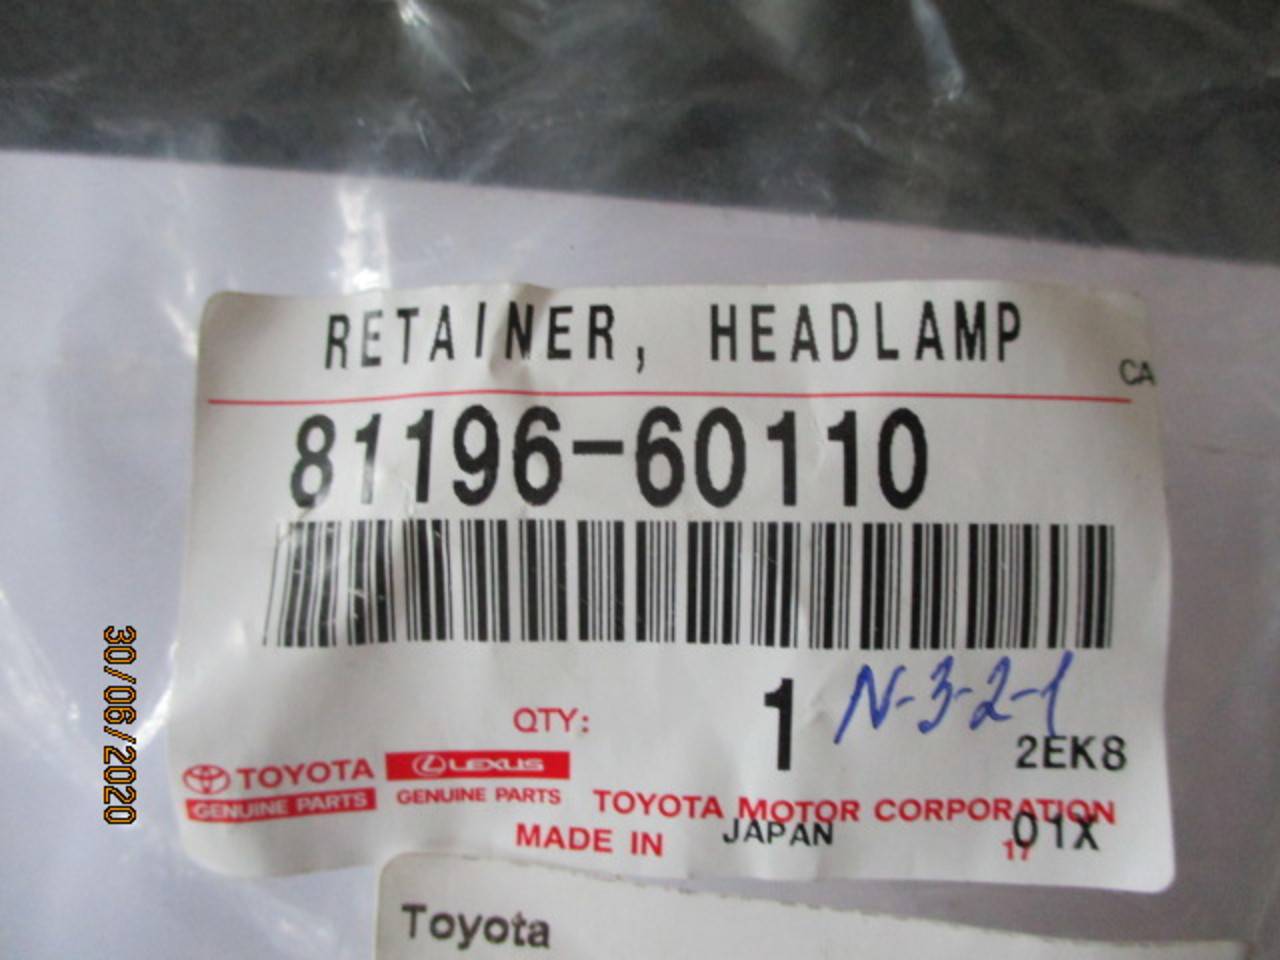 RETAINER, HEADLAMP
CA
81196-60110
QTY: 1
N-3-2-1
2EK8
TOYOTA
GENUINE PARTS
LEXUS
GENUINE PARTS
TOYOTA MOTOR CORPORATION
MADE IN JAPAN
17
01X
Toyota
30/06/2020